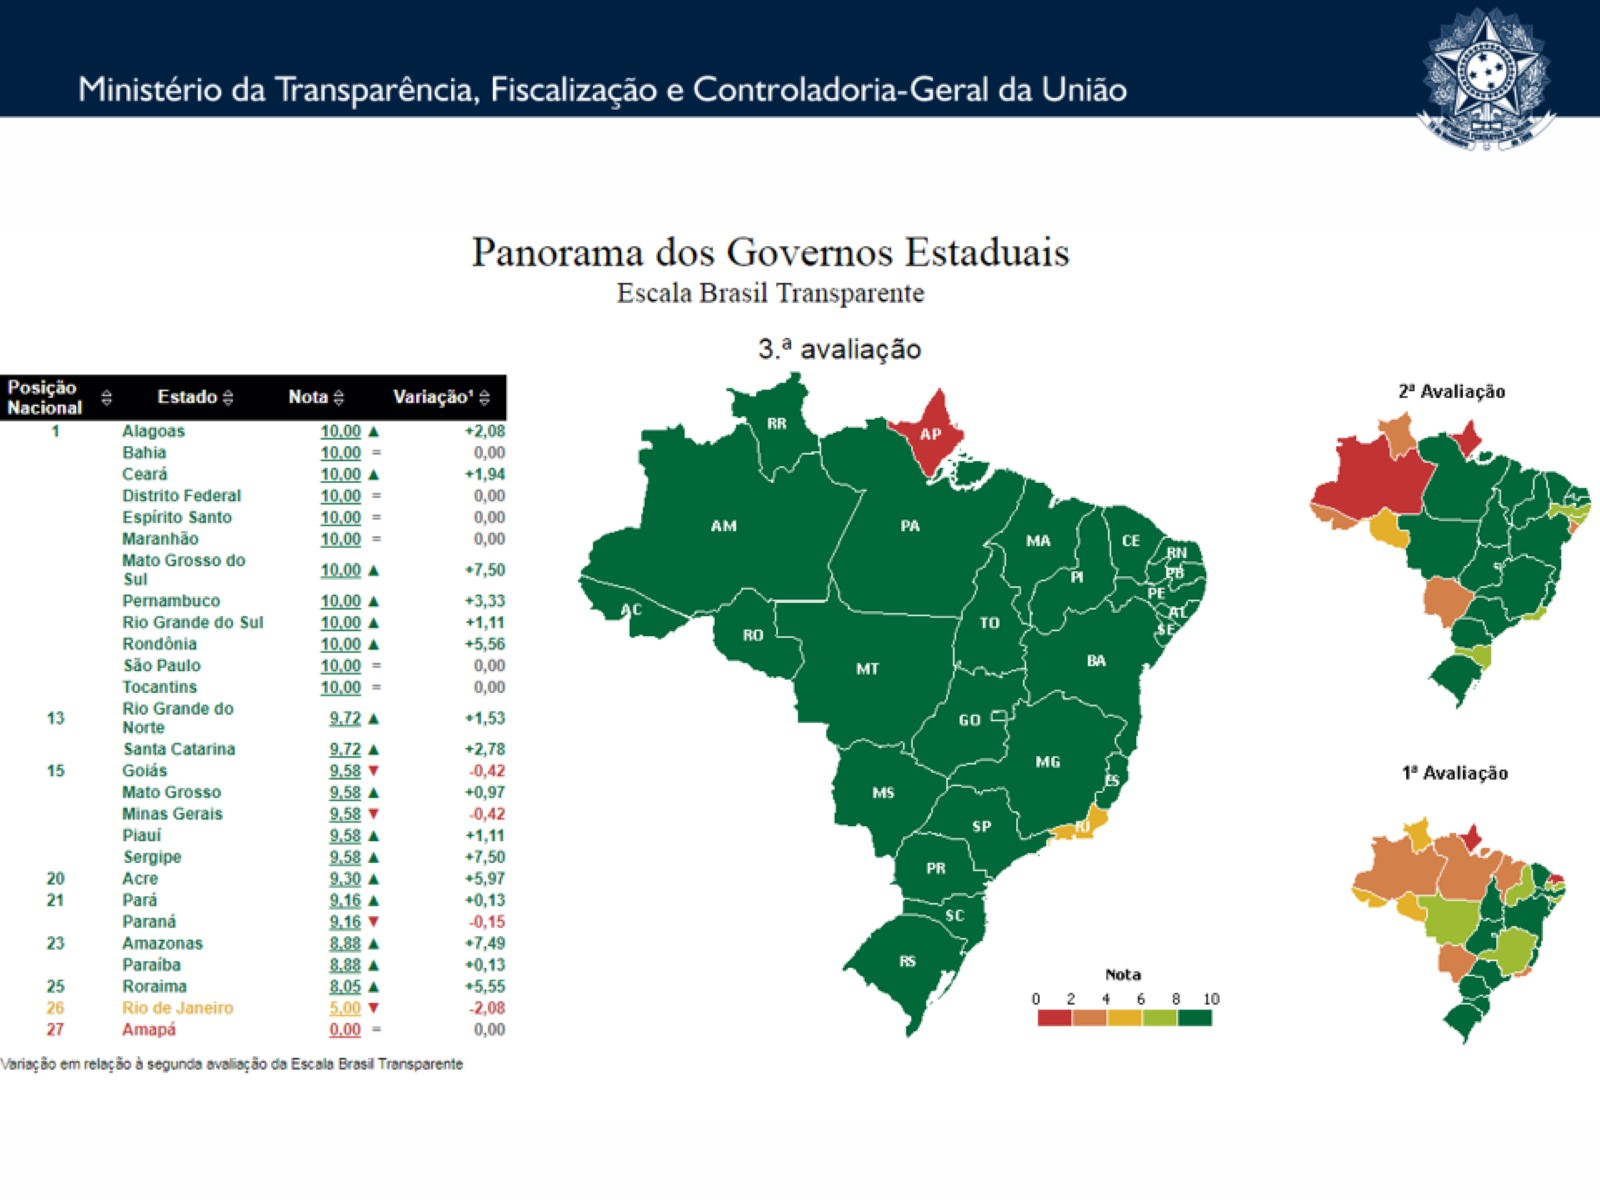 Ministério da Transparência, Fiscalização e Controladoria-Geral da União
Panorama dos Governos Estaduais
Escala Brasil Transparente
3.ª avaliação
Posição Nacional Estado Nota Variação¹
1 Alagoas 10,00 ▲ +2,08
Bahia 10,00 = 0,00
Ceará 10,00 ▲ +1,94
Distrito Federal 10,00 = 0,00
Espírito Santo 10,00 = 0,00
Maranhão 10,00 = 0,00
Mato Grosso do Sul 10,00 ▲ +7,50
Pernambuco 10,00 ▲ +3,33
Rio Grande do Sul 10,00 ▲ +1,11
Rondônia 10,00 ▲ +5,56
São Paulo 10,00 = 0,00
Tocantins 10,00 = 0,00
13 Rio Grande do Norte 9,72 ▲ +1,53
Santa Catarina 9,72 ▲ +2,78
15 Goiás 9,58 ▼ -0,42
Mato Grosso 9,58 ▲ +0,97
Minas Gerais 9,58 ▼ -0,42
Piauí 9,58 ▲ +1,11
Sergipe 9,58 ▲ +7,50
20 Acre 9,30 ▲ +5,97
21 Pará 9,16 ▲ +0,13
Paraná 9,16 ▼ -0,15
23 Amazonas 8,88 ▲ +7,49
Paraíba 8,88 ▲ +0,13
25 Roraima 8,05 ▲ +5,55
26 Rio de Janeiro 5,00 ▼ -2,08
27 Amapá 0,00 = 0,00
Variação em relação à segunda avaliação da Escala Brasil Transparente
RR
AP
AM
PA
MA
CE
RN
PB
PI
PE
AC
AL
TO
SE
RO
BA
MT
GO
MG
ES
MS
SP
RJ
PR
SC
RS
Nota
0 2 4 6 8 10
2ª Avaliação
1ª Avaliação